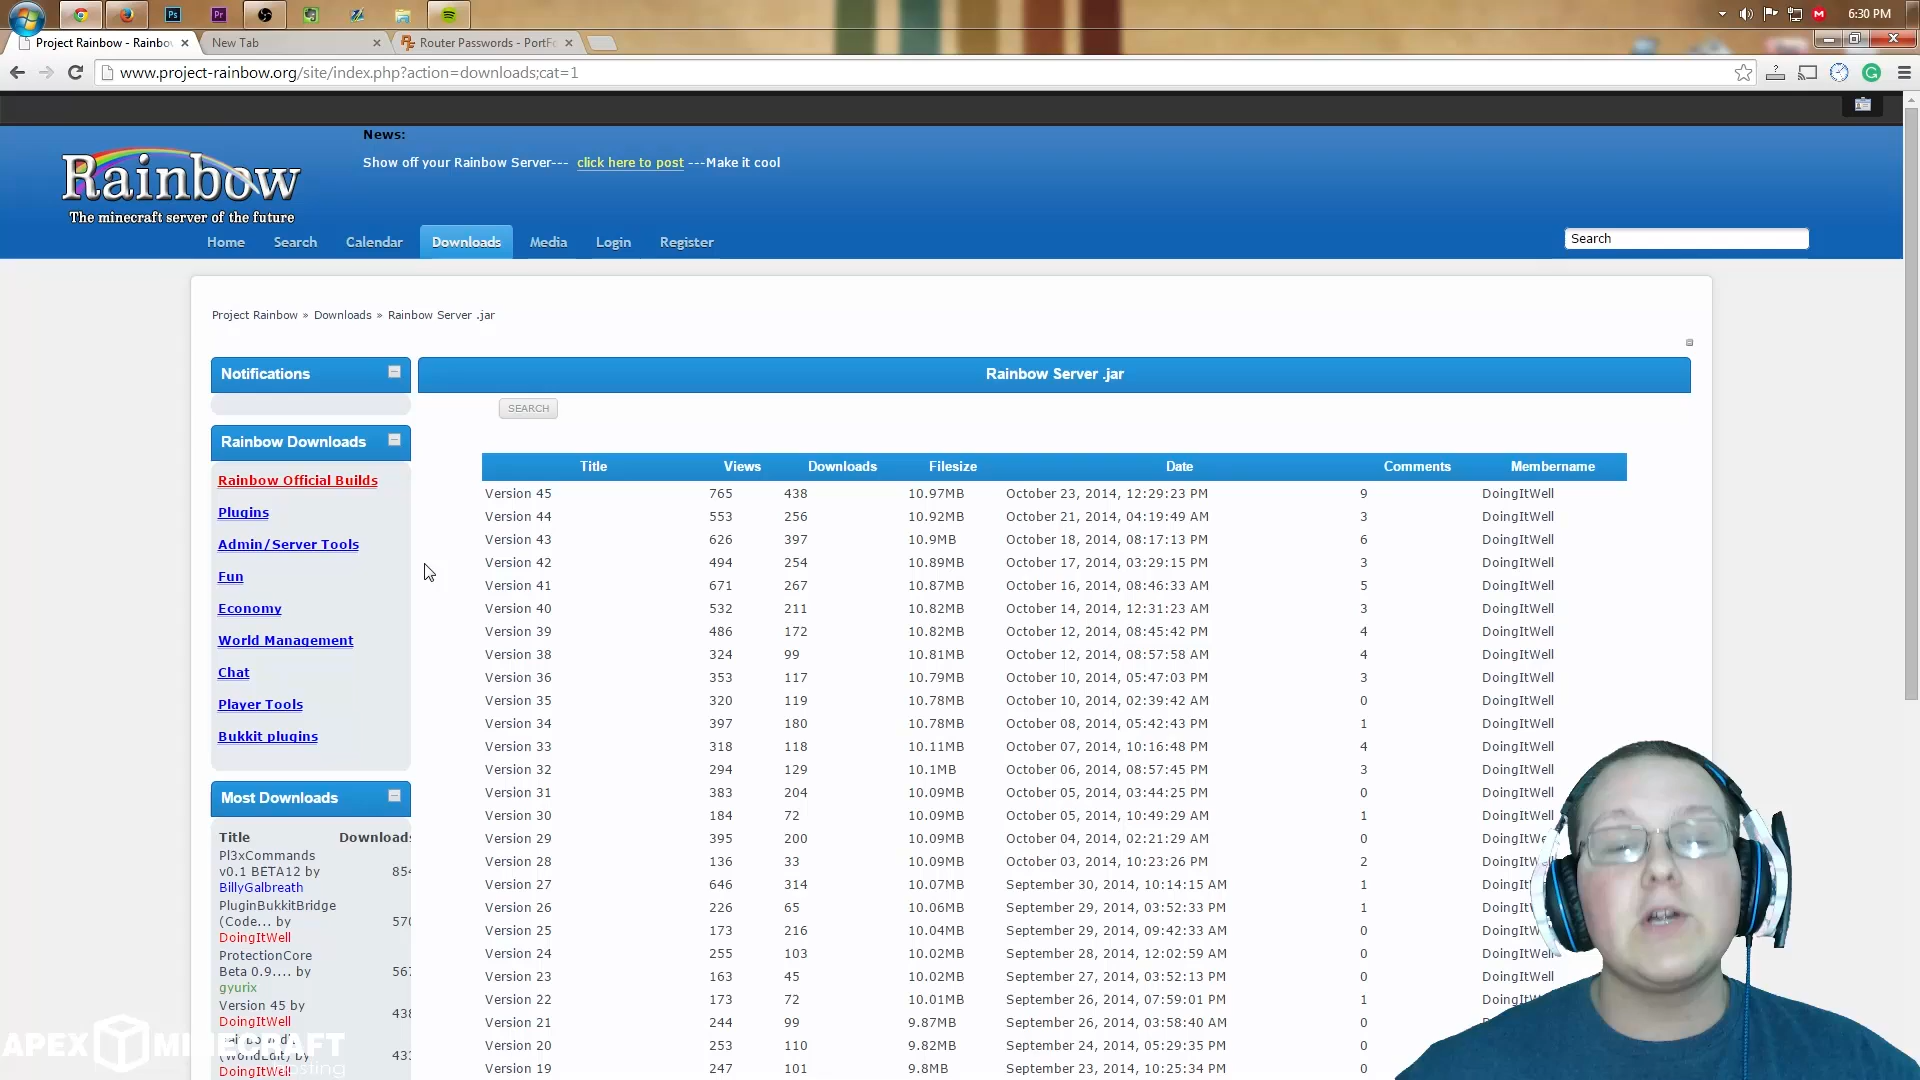 6:30 PM
Project Rainbow - Rainbo
New Tab
Router Passwords - PortFo
www.project-rainbow.org/site/index.php?action=downloads;cat=1
News:
Show off your Rainbow Server--- click here to post ---Make it cool
Rainbow
The minecraft server of the future
Home Search Calendar Downloads Media Login Register
Search
Project Rainbow » Downloads » Rainbow Server .jar
Notifications
Rainbow Server .jar
SEARCH
Rainbow Downloads
Rainbow Official Builds
Plugins
Admin/Server Tools
Fun
Economy
World Management
Chat
Player Tools
Bukkit plugins
Most Downloads
Title Downloads
Pl3xCommands
v0.1 BETA12 by 854
BillyGalbreath
PluginBukkitBridge
(Code... by 570
DoingItWell
ProtectionCore
Beta 0.9.... by 567
gyurix
Version 45 by
DoingItWell 438
(WorldEdit) by 433
DoingItWell
Title Views Downloads Filesize Date Comments Membername
Version 45 765 438 10.97MB October 23, 2014, 12:29:23 PM 9 DoingItWell
Version 44 553 256 10.92MB October 21, 2014, 04:19:49 AM 3 DoingItWell
Version 43 626 397 10.9MB October 18, 2014, 08:17:13 PM 6 DoingItWell
Version 42 494 254 10.89MB October 17, 2014, 03:29:15 PM 3 DoingItWell
Version 41 671 267 10.87MB October 16, 2014, 08:46:33 AM 5 DoingItWell
Version 40 532 211 10.82MB October 14, 2014, 12:31:23 AM 3 DoingItWell
Version 39 486 172 10.82MB October 12, 2014, 08:45:42 PM 4 DoingItWell
Version 38 324 99 10.81MB October 12, 2014, 08:57:58 AM 4 DoingItWell
Version 36 353 117 10.79MB October 10, 2014, 05:47:03 PM 3 DoingItWell
Version 35 320 119 10.78MB October 10, 2014, 02:39:42 AM 0 DoingItWell
Version 34 397 180 10.78MB October 08, 2014, 05:42:43 PM 1 DoingItWell
Version 33 318 118 10.11MB October 07, 2014, 10:16:48 PM 4 DoingItWell
Version 32 294 129 10.1MB October 06, 2014, 08:57:45 PM 3 DoingItWell
Version 31 383 204 10.09MB October 05, 2014, 03:44:25 PM 0 DoingItWell
Version 30 184 72 10.09MB October 05, 2014, 10:49:29 AM 1 DoingItWell
Version 29 395 200 10.09MB October 04, 2014, 02:21:29 AM 0 DoingItW
Version 28 136 33 10.09MB October 03, 2014, 10:23:26 PM 2 DoingItW
Version 27 646 314 10.07MB September 30, 2014, 10:14:15 AM 1 DoingItW
Version 26 226 65 10.06MB September 29, 2014, 03:52:33 PM 1 DoingItW
Version 25 173 216 10.04MB September 29, 2014, 09:42:33 AM 0 DoingItW
Version 24 255 103 10.02MB September 28, 2014, 12:02:59 AM 0 DoingItW
Version 23 163 45 10.02MB September 27, 2014, 03:52:13 PM 0 DoingItW
Version 22 173 72 10.01MB September 26, 2014, 07:59:01 PM 1 DoingItW
Version 21 244 99 9.87MB September 26, 2014, 03:58:40 AM 0 DoingItW
Version 20 253 110 9.82MB September 24, 2014, 05:29:35 PM 0
Version 19 247 101 9.8MB September 23, 2014, 10:25:34 PM 0
APEX MINECRAFT
Hosting